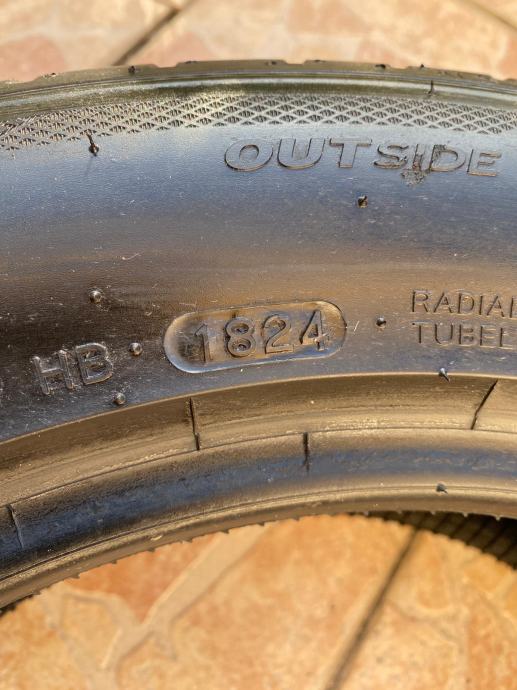 OUTSIDE
HB
1824
RADIAL
TUBEL